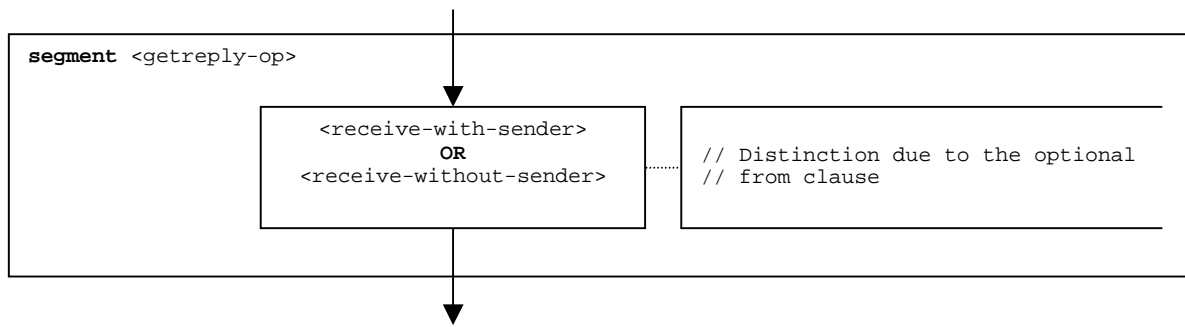 segment <getreply-op>
<receive-with-sender>
OR
<receive-without-sender>
// Distinction due to the optional
// from clause